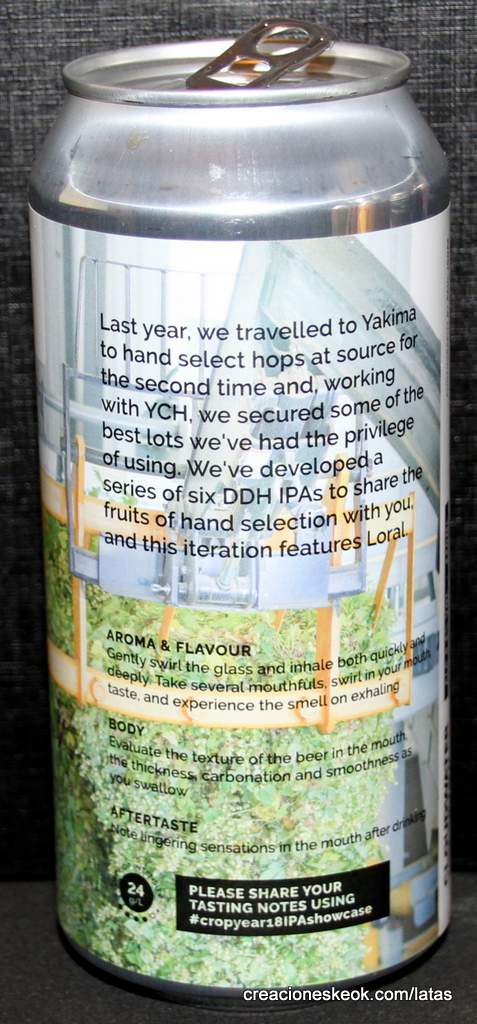 Last year, we travelled to Yakima
to hand select hops at source for
the second time and, working
with YCH, we secured some of the
best lots we've had the privilege
of using. We've developed a
series of six DDH IPAs to share the
fruits of hand selection with you,
and this iteration features Loral.
AROMA & FLAVOUR
Gently swirl the glass and inhale both quickly and
deeply. Take several mouthfuls, swirl in your mouth,
taste, and experience the smell on exhaling
BODY
Evaluate the texture of the beer in the mouth,
the thickness, carbonation and smoothness as
you swallow
AFTERTASTE
Note lingering sensations in the mouth after drinking
24
g/L
PLEASE SHARE YOUR
TASTING NOTES USING
#cropyear18IPAshowcase
creacioneskeok.com/latas